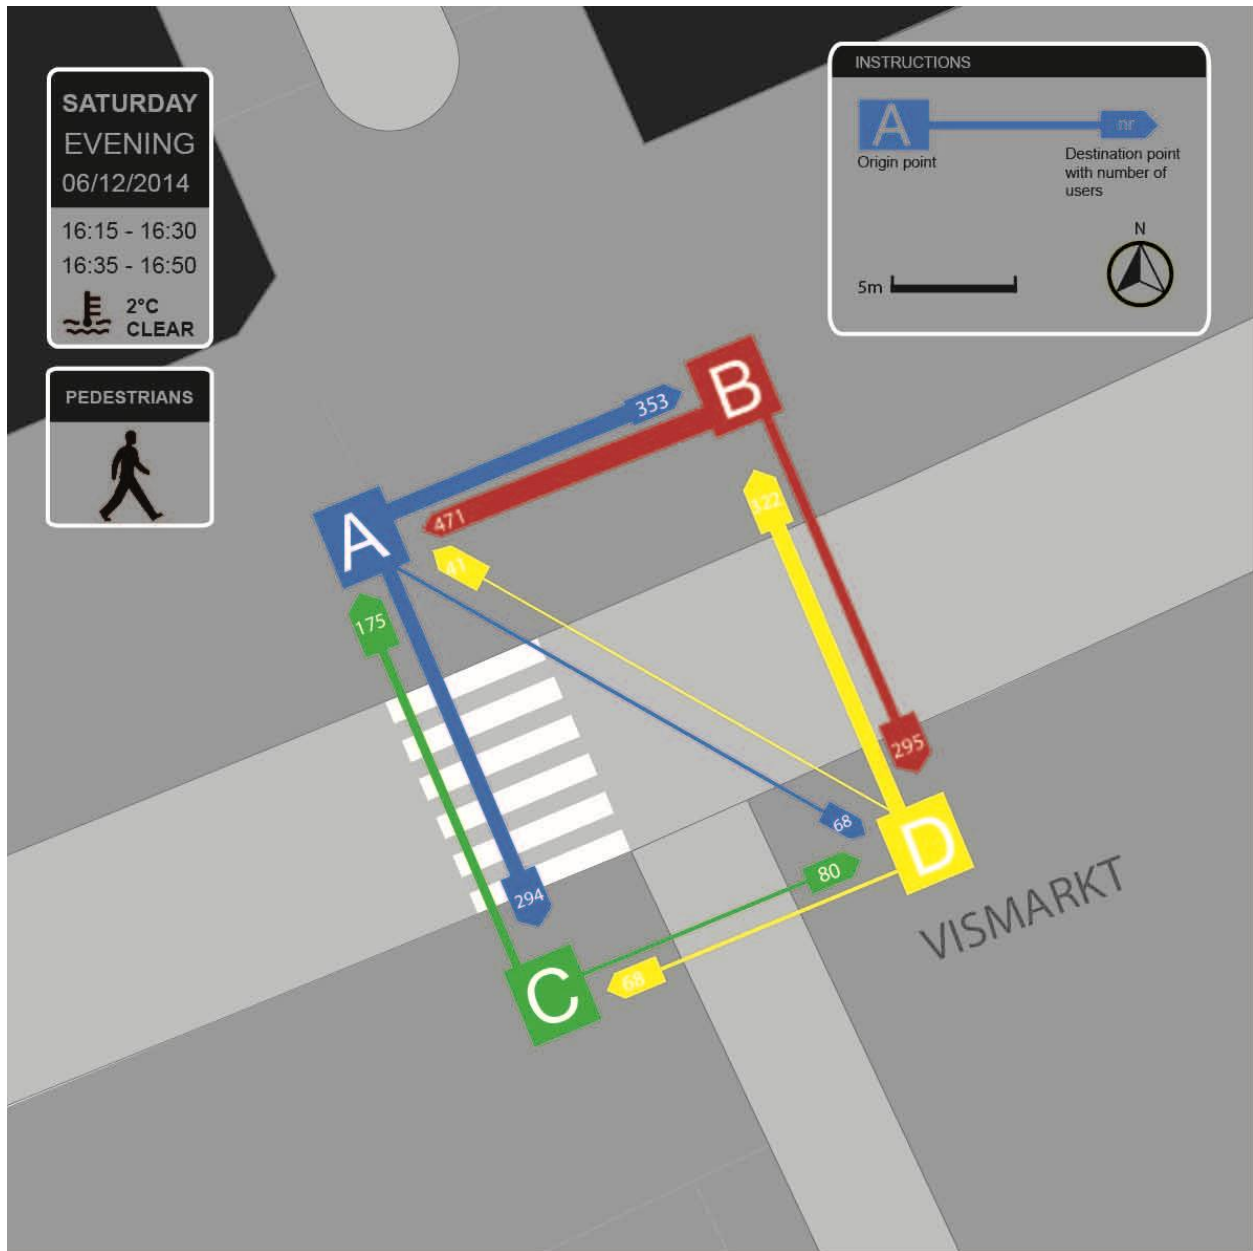 SATURDAY
EVENING
06/12/2014
16:15 - 16:30
16:35 - 16:50
2°C
CLEAR
PEDESTRIANS
INSTRUCTIONS
A
nr
Origin point
Destination point
with number of
users
N
5m
B
353
471
A
322
41
175
295
68
D
80
294
68
C
VISMARKT